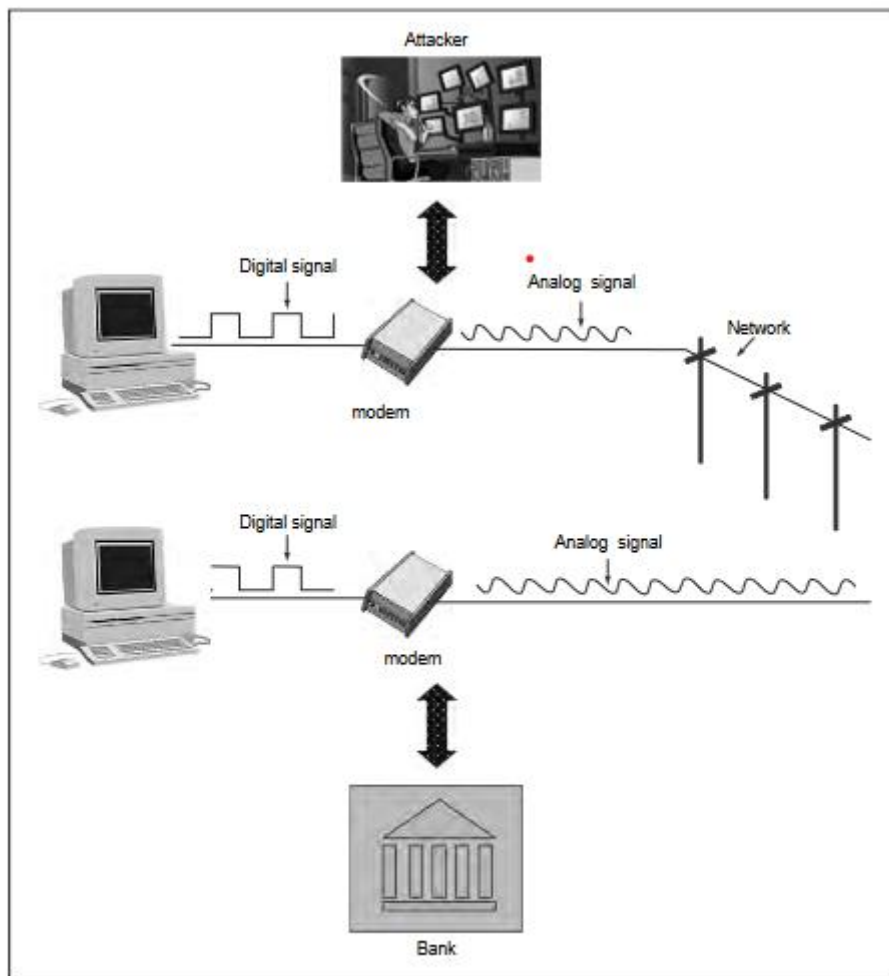 Attacker
Digital signal
Analog signal
Network
modem
Digital signal
Analog signal
modem
Bank